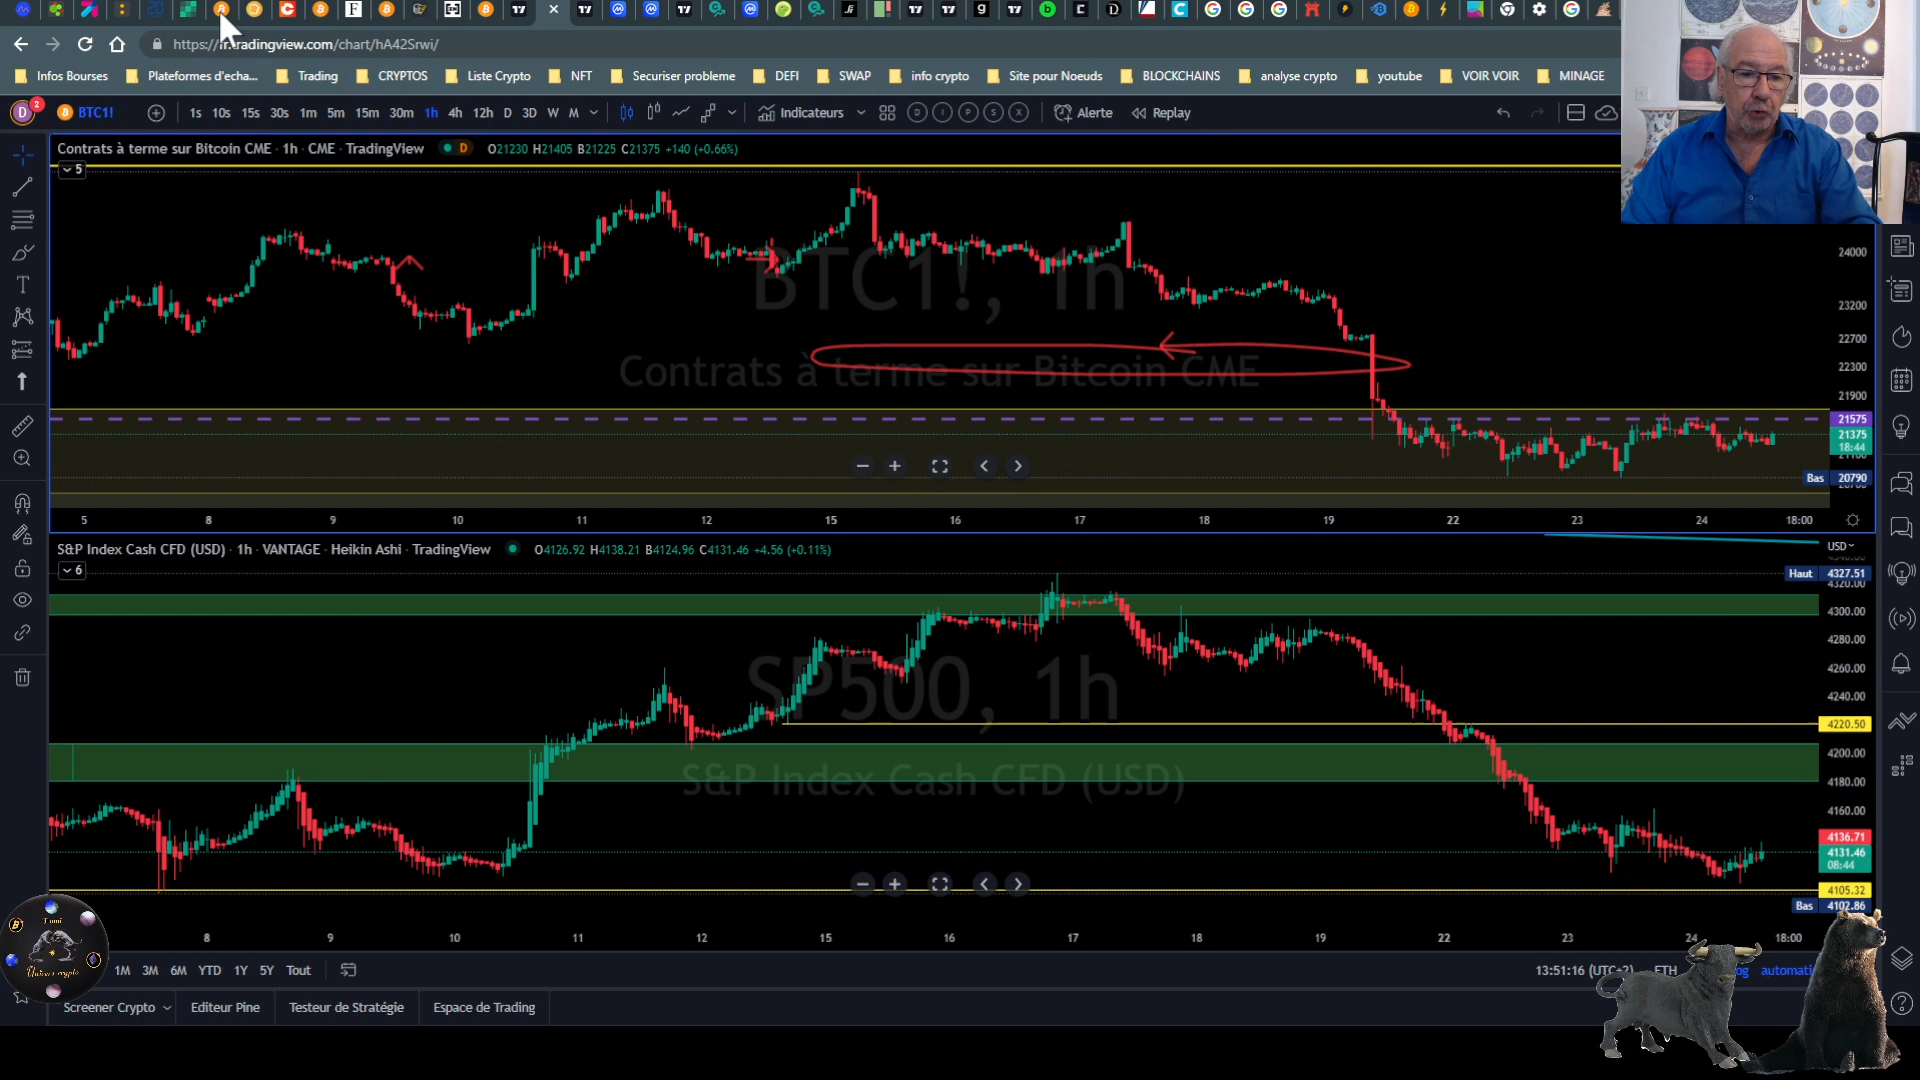 https://fr.tradingview.com/chart/hA42Srwi/
Infos Bourses Plateformes d'echa... Trading CRYPTOS Liste Crypto NFT Securiser probleme DEFI SWAP info crypto Site pour Noeuds BLOCKCHAINS analyse crypto youtube VOIR VOIR MINAGE
D 2 BTC1! 1s 10s 15s 30s 1m 5m 15m 30m 1h 4h 12h D 3D W M Indicateurs D I P S X Alerte Replay
Contrats à terme sur Bitcoin CME · 1h · CME · TradingView D O21230 H21405 B21225 C21375 +140 (+0.66%)
5
BTC1!, 1h
Contrats à terme sur Bitcoin CME
24000
23200
22700
22300
21900
21575
21375
18:44
Bas 20790
5 8 9 10 11 12 15 16 17 18 19 22 23 24 18:00
S&P Index Cash CFD (USD) · 1h · VANTAGE · Heikin Ashi · TradingView O4126.92 H4138.21 B4124.96 C4131.46 +4.56 (+0.11%)
USD
6
Haut 4327.51
4320.00
4300.00
4280.00
4260.00
4240.00
4220.50
4200.00
4180.00
4160.00
4136.71
4131.46
08:44
4105.32
Bas 4102.86
SP500, 1h
S&P Index Cash CFD (USD)
8 9 10 11 12 15 16 17 18 19 22 23 24 18:00
1M 3M 6M YTD 1Y 5Y Tout 13:51:16 (UTC+2) ETH log automati
Screener Crypto Editeur Pine Testeur de Stratégie Espace de Trading